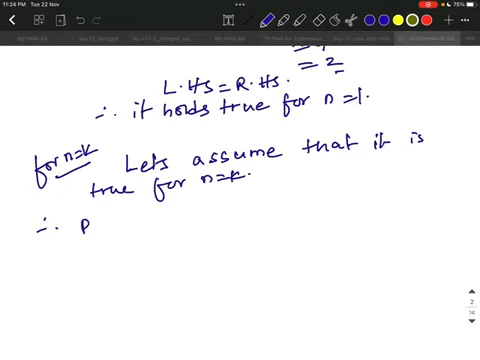 11:24 PM Tue 22 Nov
75%
= 2
L.HS = R.HS.
∴ it holds true for n=1.
for n=k Lets assume that it is
true for n=k.
∴ P
2
14